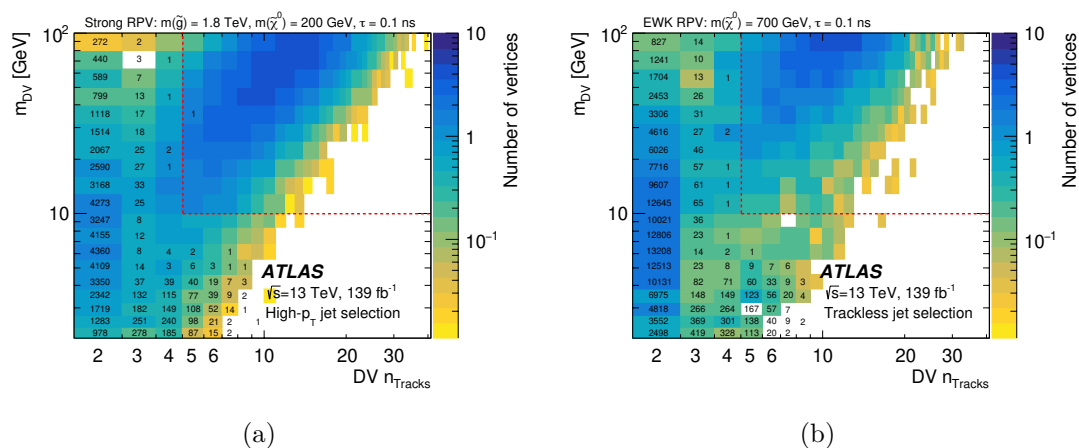 Strong RPV: m(g̃) = 1.8 TeV, m(χ̃⁰) = 200 GeV, τ = 0.1 ns
m_DV [GeV]
10²
10
272 2
440 3 1
589 7
799 13 1
1118 17 1
1514 18
2067 25 2
2590 27 1
3168 33
4273 25
3247 8
4155 12
4360 8 4 2 1
4109 14 3 6 3 1 1
3350 37 39 40 19 7 3
2342 132 115 77 39 9 2
1719 182 149 108 52 14 1
1283 251 240 98 21 2 1
978 278 185 87 15 2
ATLAS
√s=13 TeV, 139 fb⁻¹
High-p_T jet selection
2 3 4 5 6 7 10 20 30
DV n_Tracks
Number of vertices
10
1
10⁻¹
(a)
EWK RPV: m(χ̃⁰) = 700 GeV, τ = 0.1 ns
m_DV [GeV]
10²
10
827 14
1241 10
1704 13 1
2453 26
3306 31
4616 27 2
6026 46
7716 57 1
9607 61 1
12645 65 1
10021 36
12806 23 1
13208 14 2 1
12513 23 8 9 7 6
10131 82 71 60 33 9 3
6975 148 149 123 56 20 4
4818 266 264 167 57 7
3552 369 301 138 40 9 2
2498 419 328 113 20 2
ATLAS
√s=13 TeV, 139 fb⁻¹
Trackless jet selection
2 3 4 5 6 10 20 30
DV n_Tracks
Number of vertices
10
1
10⁻¹
(b)